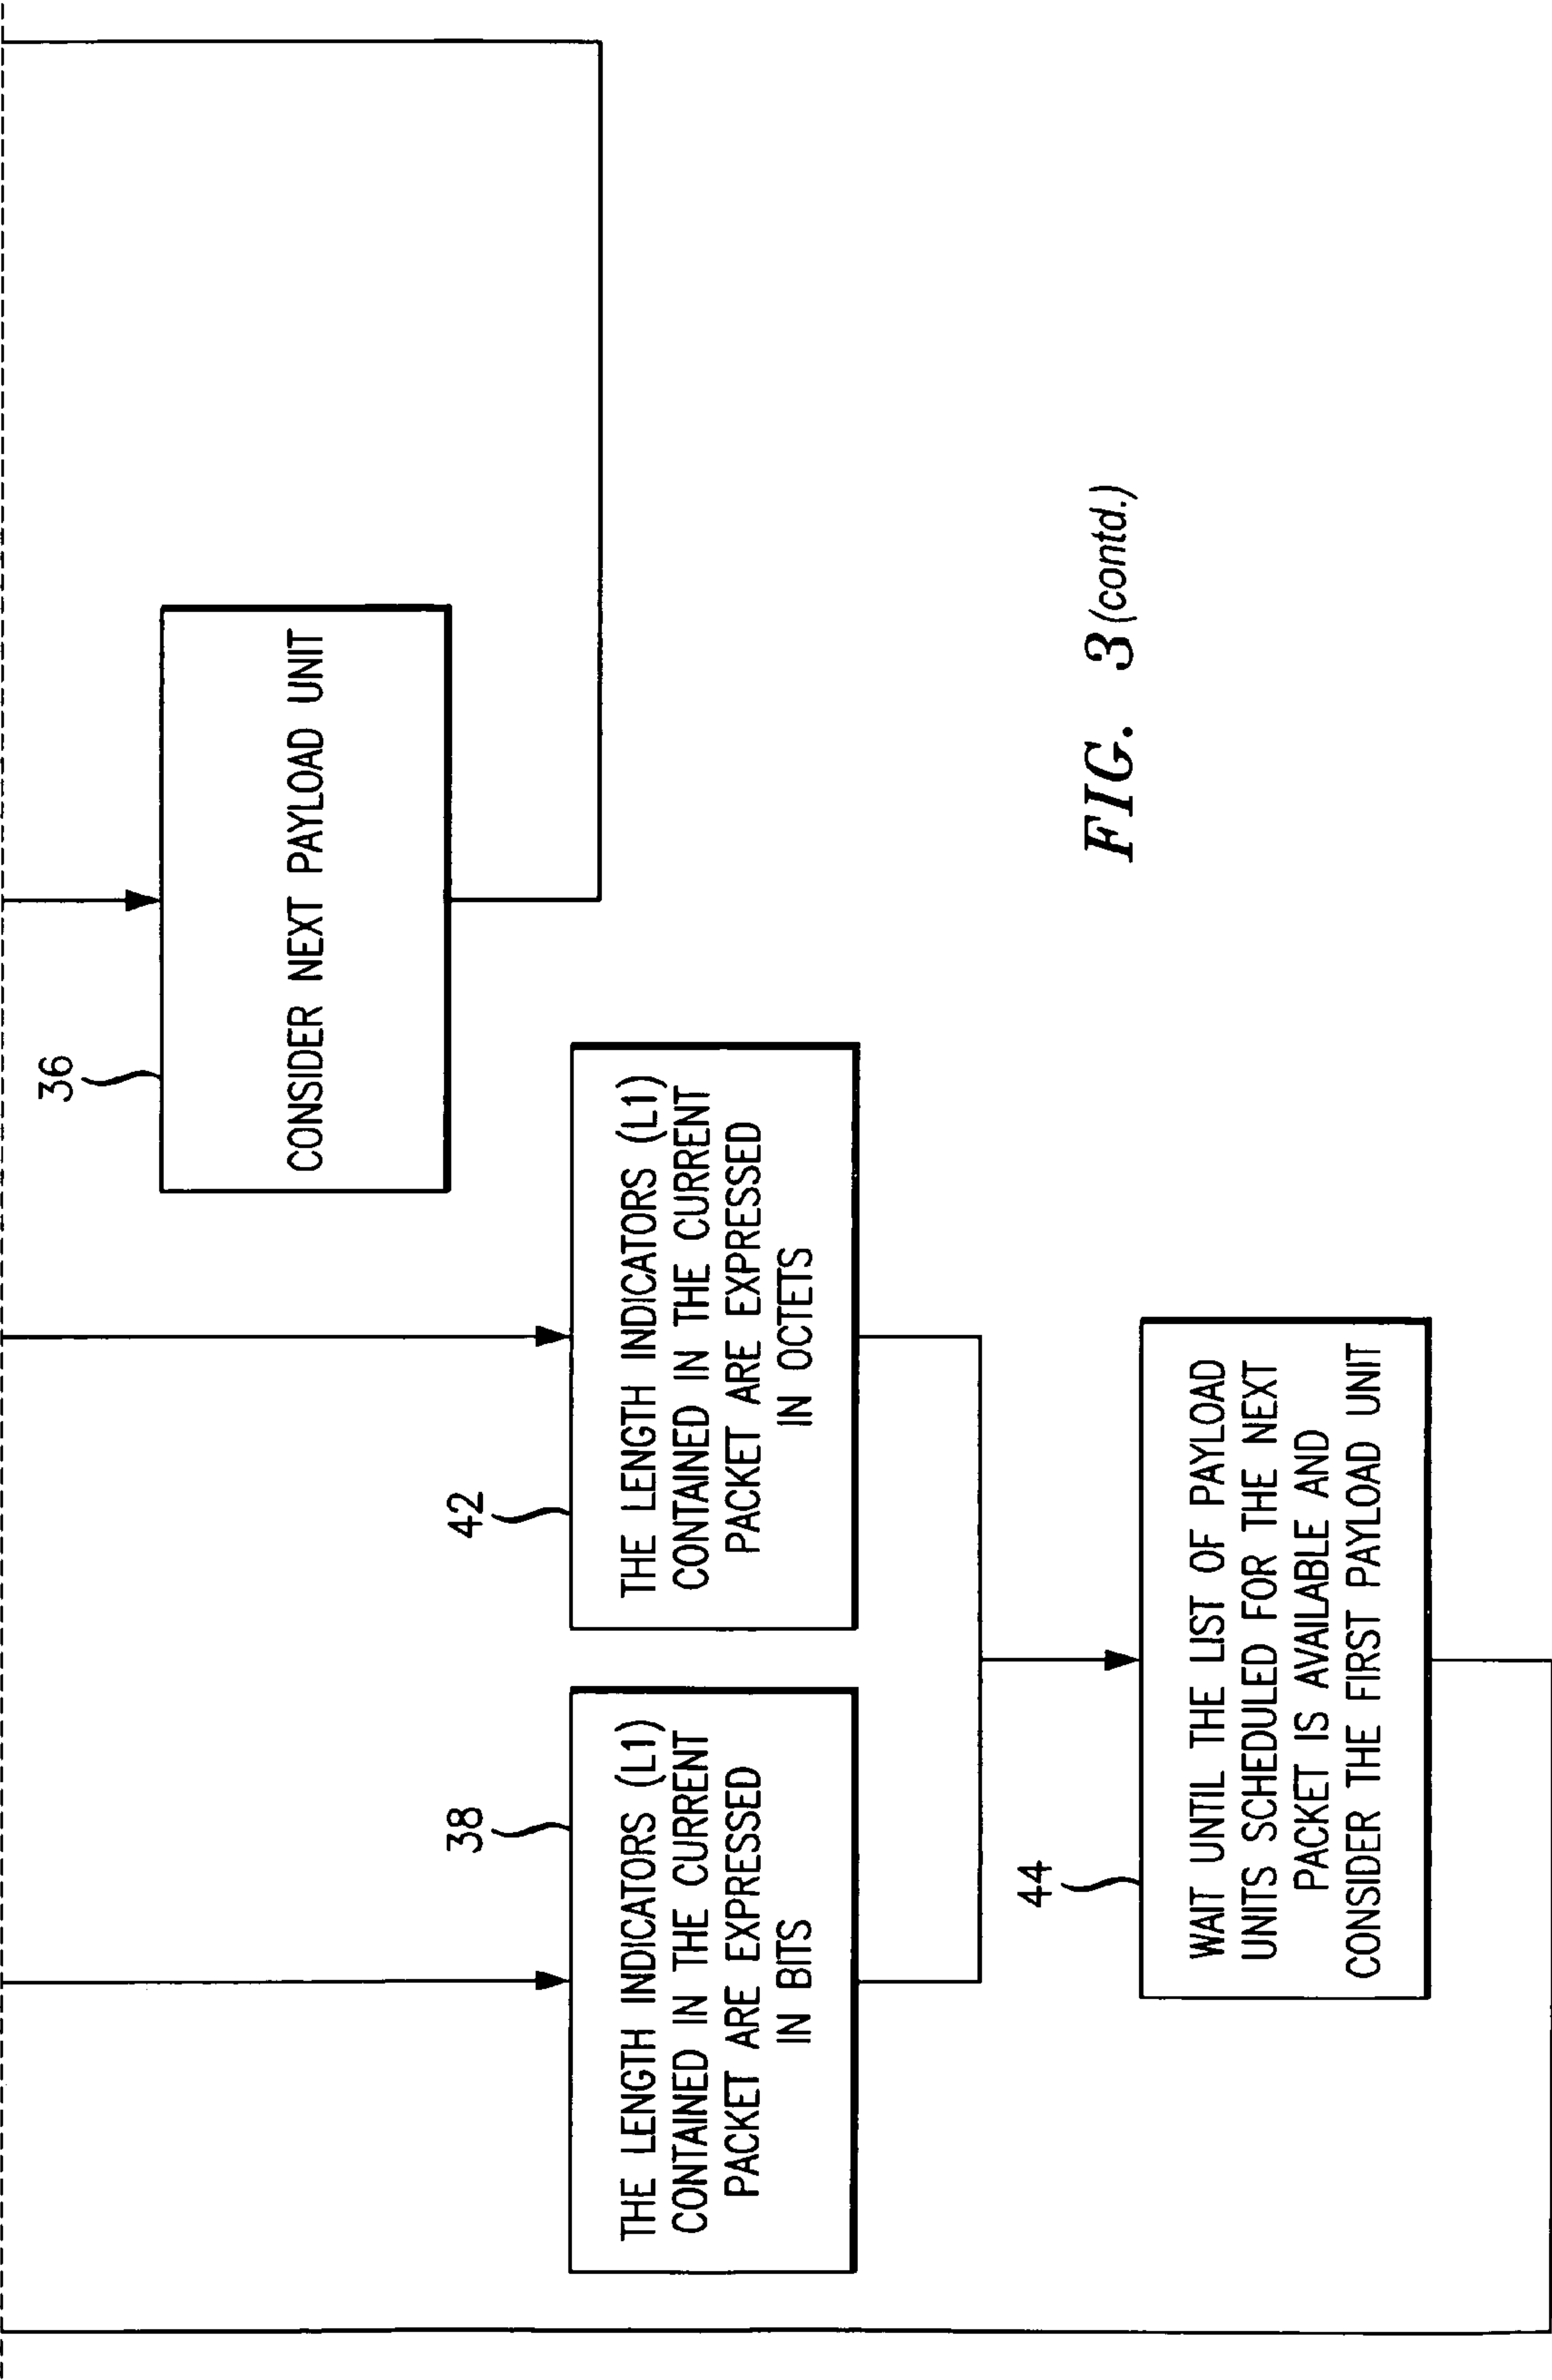 36
CONSIDER NEXT PAYLOAD UNIT
38
THE LENGTH INDICATORS (L1)
CONTAINED IN THE CURRENT
PACKET ARE EXPRESSED
IN BITS
42
THE LENGTH INDICATORS (L1)
CONTAINED IN THE CURRENT
PACKET ARE EXPRESSED
IN OCTETS
44
WAIT UNTIL THE LIST OF PAYLOAD
UNITS SCHEDULED FOR THE NEXT
PACKET IS AVAILABLE AND
CONSIDER THE FIRST PAYLOAD UNIT
FIG. 3 (contd.)